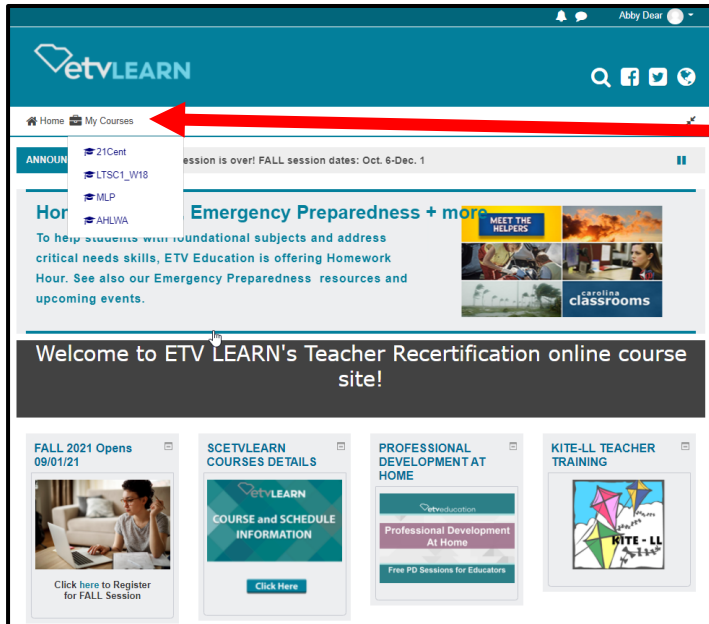 Abby Dear
etvLEARN
Home My Courses
21Cent
LTSC1_W18
MLP
AHLWA
ANNOUN ession is over! FALL session dates: Oct. 6-Dec. 1
Hor , Emergency Preparedness + more
To help students with foundational subjects and address
critical needs skills, ETV Education is offering Homework
Hour. See also our Emergency Preparedness resources and
upcoming events.
MEET THE
HELPERS
carolina
classrooms
Welcome to ETV LEARN's Teacher Recertification online course
site!
FALL 2021 Opens
09/01/21
Click here to Register
for FALL Session
SCETVLEARN
COURSES DETAILS
etvLEARN
COURSE and SCHEDULE
INFORMATION
Click Here
PROFESSIONAL
DEVELOPMENT AT
HOME
etveducation
Professional Development
At Home
Free PD Sessions for Educators
KITE-LL TEACHER
TRAINING
KITE - LL